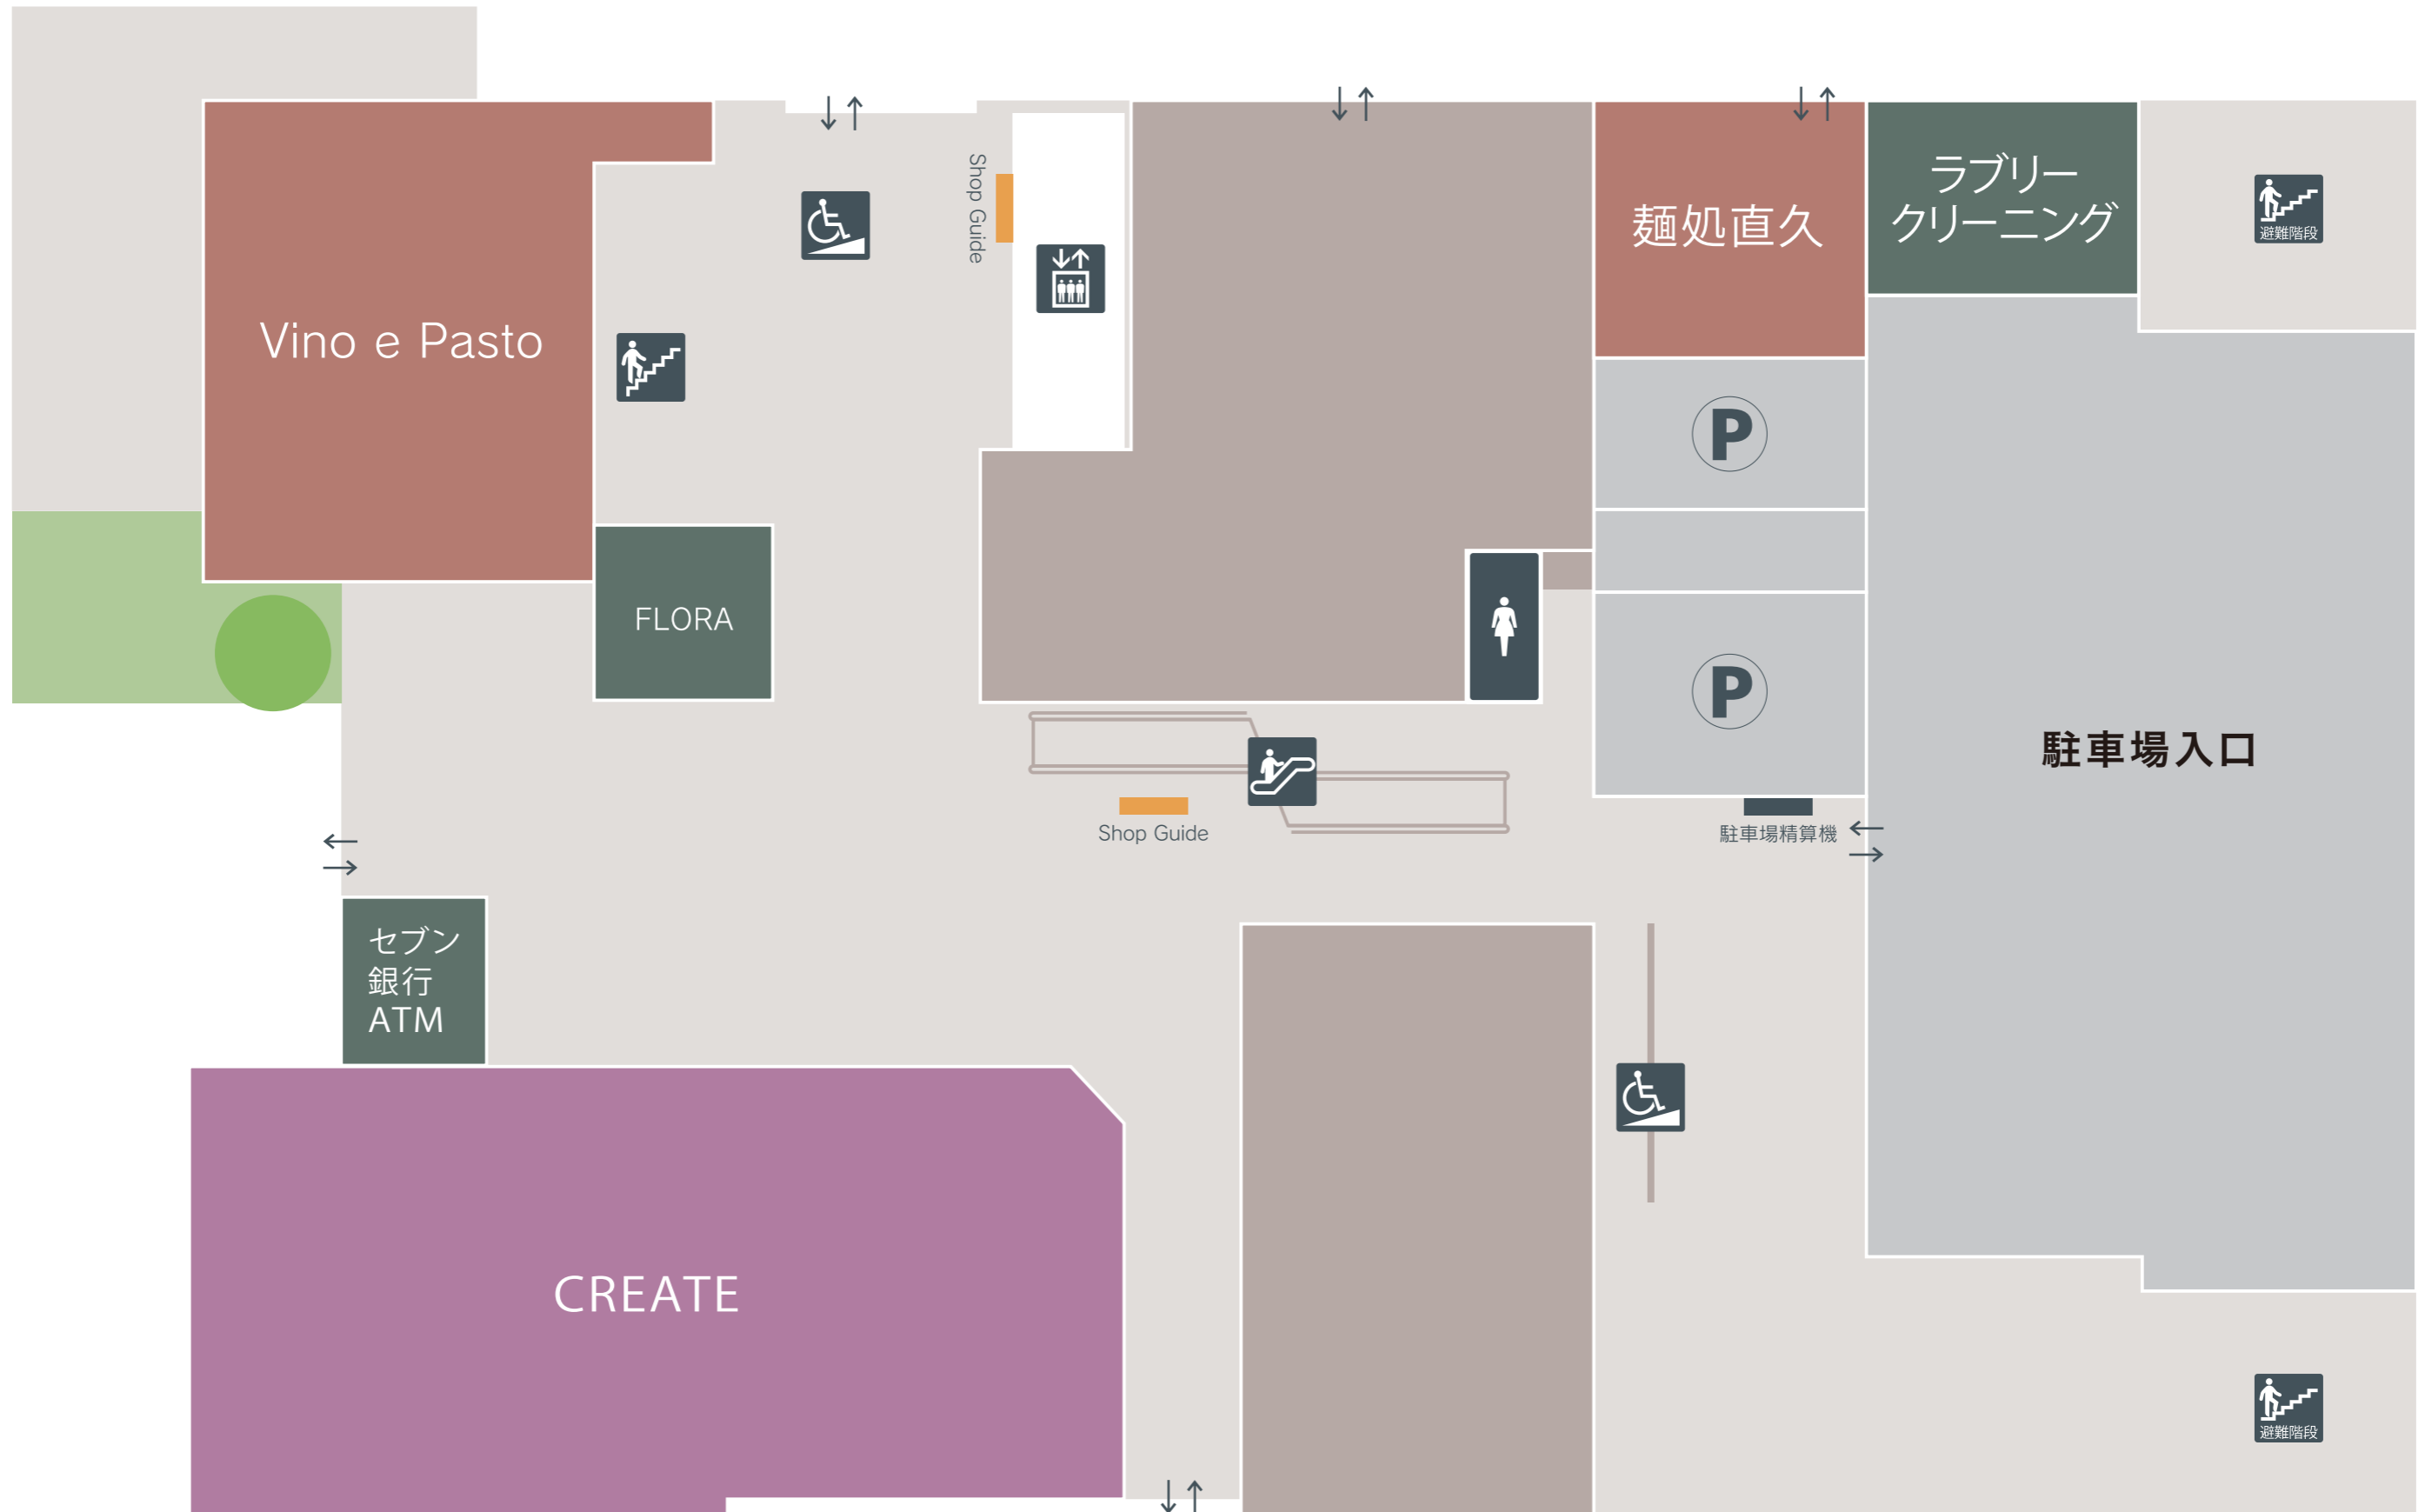 Shop Guide
ラブリー
クリーニング
麺処直久
避難階段
Vino e Pasto
P
FLORA
P
駐車場入口
Shop Guide
駐車場精算機
セブン
銀行
ATM
CREATE
避難階段